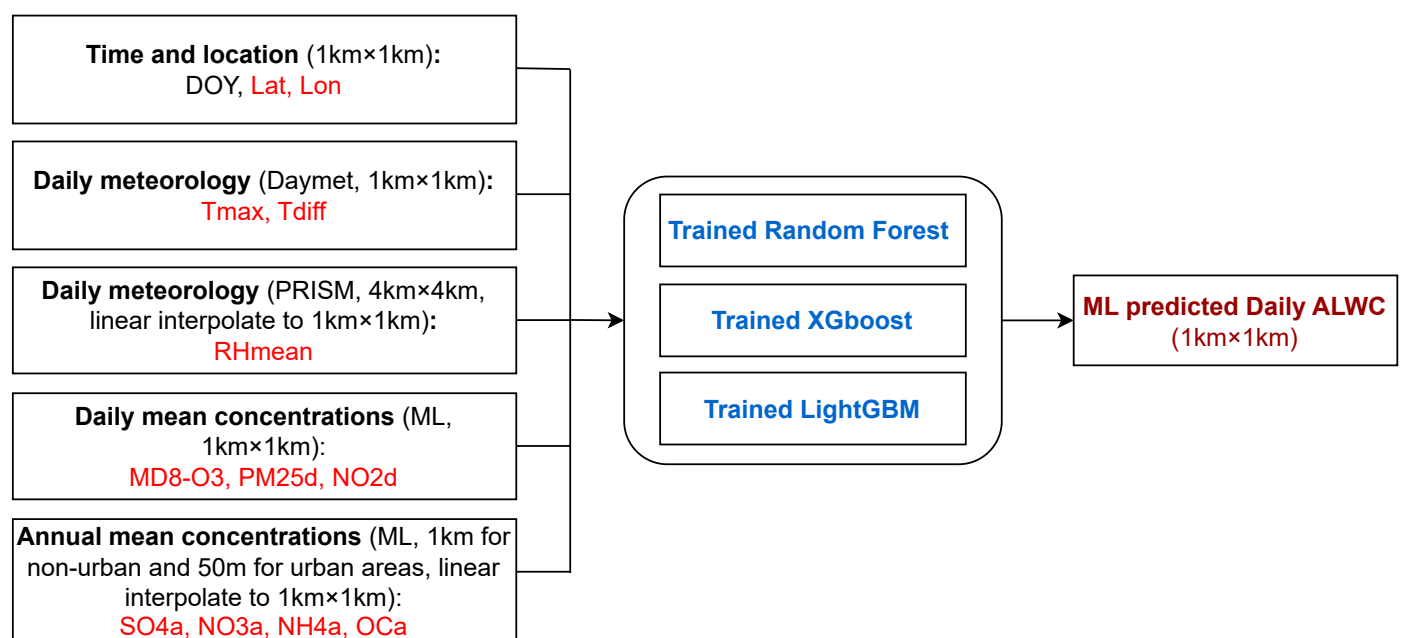 Time and location (1km×1km):
DOY, Lat, Lon
Daily meteorology (Daymet, 1km×1km):
Tmax, Tdiff
Daily meteorology (PRISM, 4km×4km,
linear interpolate to 1km×1km):
RHmean
Daily mean concentrations (ML,
1km×1km):
MD8-O3, PM25d, NO2d
Annual mean concentrations (ML, 1km for
non-urban and 50m for urban areas, linear
interpolate to 1km×1km):
SO4a, NO3a, NH4a, OCa
Trained Random Forest
Trained XGboost
Trained LightGBM
ML predicted Daily ALWC
(1km×1km)